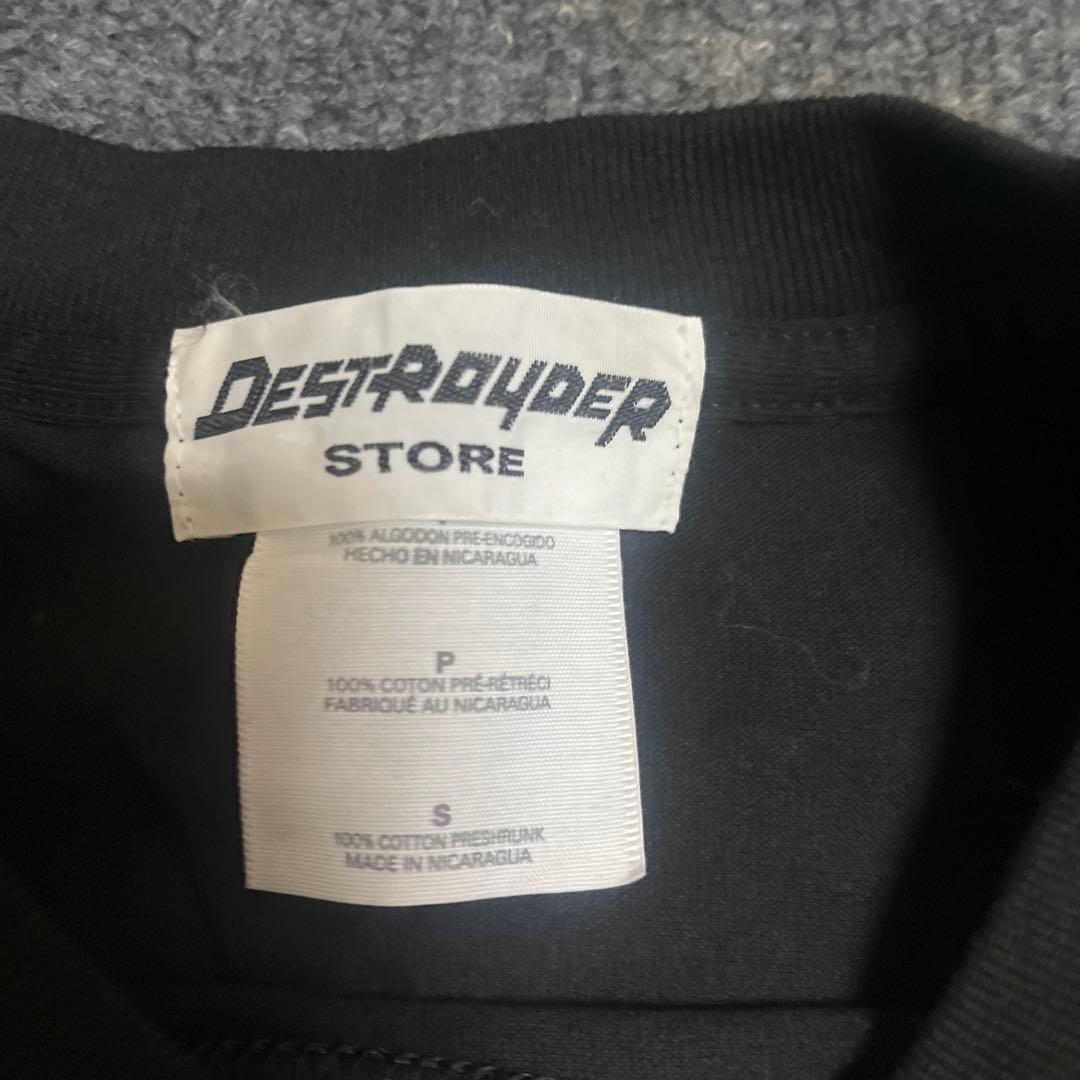 DESTROYDER
STORE
100% ALGODON PRE-ENCOGIDO
HECHO EN NICARAGUA
P
100% COTON PRÉ-RÉTRÉCI
FABRIQUÉ AU NICARAGUA
S
100% COTTON PRESHRUNK
MADE IN NICARAGUA